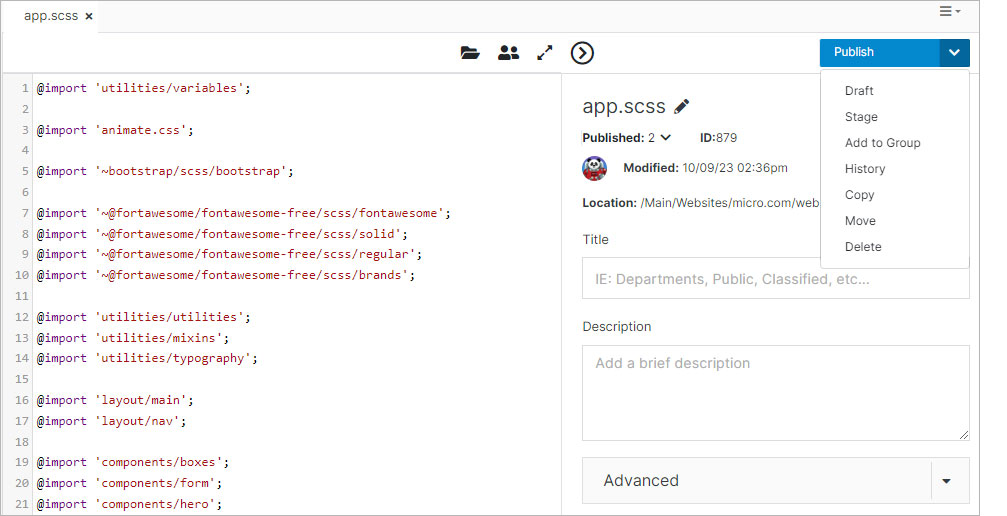 app.scss ×
Publish
1 @import 'utilities/variables';
2
3 @import 'animate.css';
4
5 @import '~bootstrap/scss/bootstrap';
6
7 @import '~@fortawesome/fontawesome-free/scss/fontawesome';
8 @import '~@fortawesome/fontawesome-free/scss/solid';
9 @import '~@fortawesome/fontawesome-free/scss/regular';
10 @import '~@fortawesome/fontawesome-free/scss/brands';
11
12 @import 'utilities/utilities';
13 @import 'utilities/mixins';
14 @import 'utilities/typography';
15
16 @import 'layout/main';
17 @import 'layout/nav';
18
19 @import 'components/boxes';
20 @import 'components/form';
21 @import 'components/hero';
app.scss
Published: 2 ID:879
Modified: 10/09/23 02:36pm
Location: /Main/Websites/micro.com/web
Title
IE: Departments, Public, Classified, etc...
Description
Add a brief description
Advanced
Draft
Stage
Add to Group
History
Copy
Move
Delete